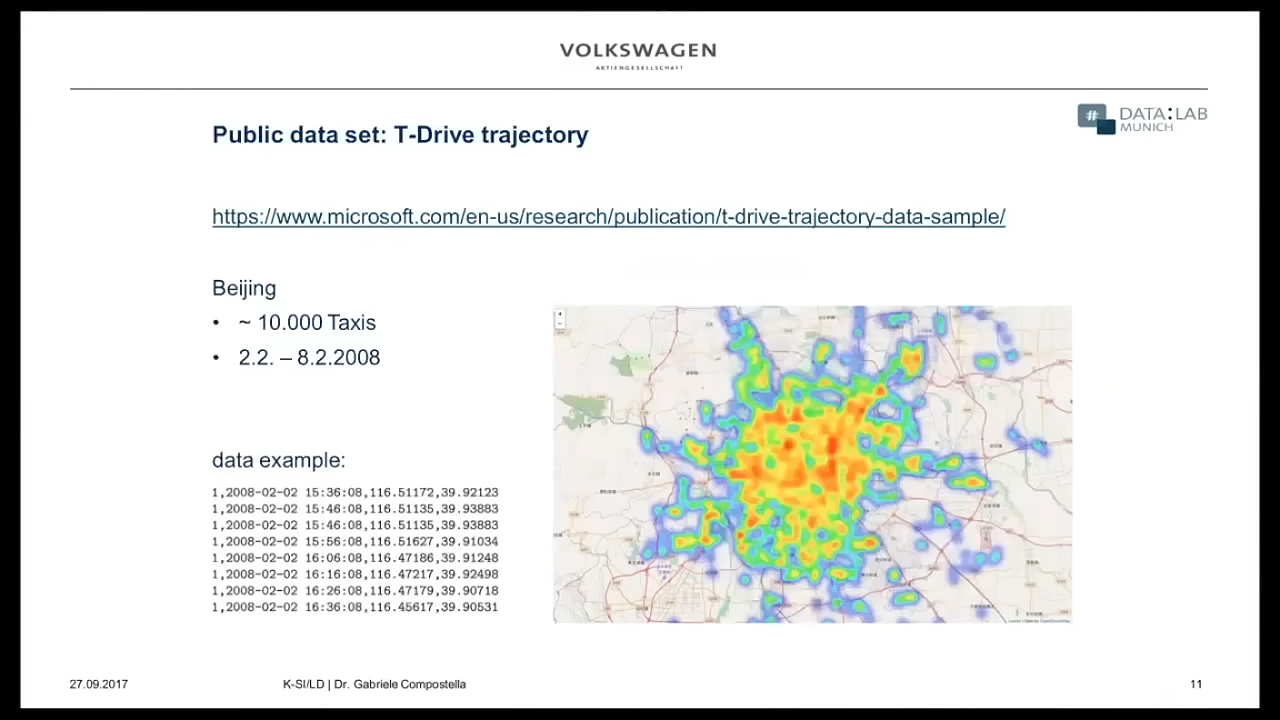 VOLKSWAGEN
AKTIENGESELLSCHAFT
# DATA:LAB
MUNICH
Public data set: T-Drive trajectory
https://www.microsoft.com/en-us/research/publication/t-drive-trajectory-data-sample/
Beijing
• ~ 10.000 Taxis
• 2.2. – 8.2.2008
data example:
1,2008-02-02 15:36:08,116.51172,39.92123
1,2008-02-02 15:46:08,116.51135,39.93883
1,2008-02-02 15:46:08,116.51135,39.93883
1,2008-02-02 15:56:08,116.51627,39.91034
1,2008-02-02 16:06:08,116.47186,39.91248
1,2008-02-02 16:16:08,116.47217,39.92498
1,2008-02-02 16:26:08,116.47179,39.90718
1,2008-02-02 16:36:08,116.45617,39.90531
27.09.2017
K-SI/LD | Dr. Gabriele Compostella
11